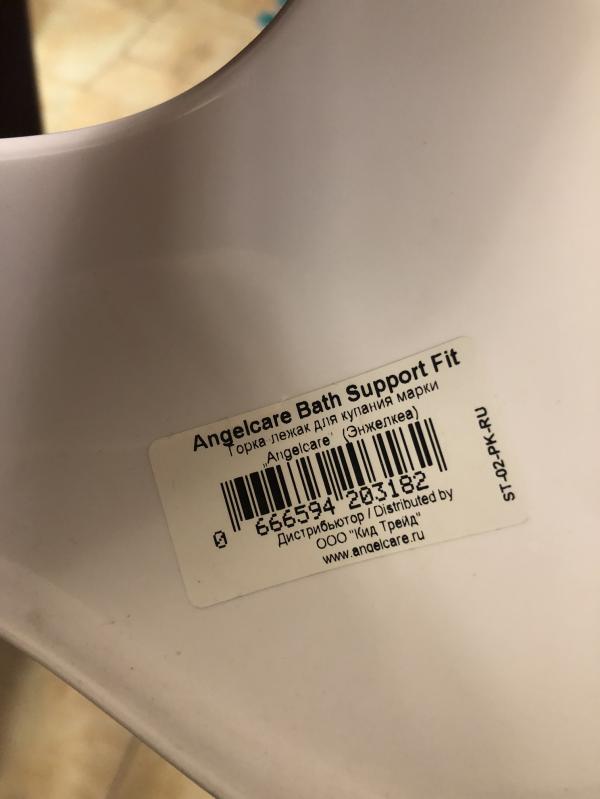 Angelcare Bath Support Fit
Горка-лежак для купания марки
„Angelcare” (Энжелкеа)
0 666594 203182
Дистрибьютор / Distributed by
ООО "Кид Трейд"
www.angelcare.ru
ST-02-PK-RU